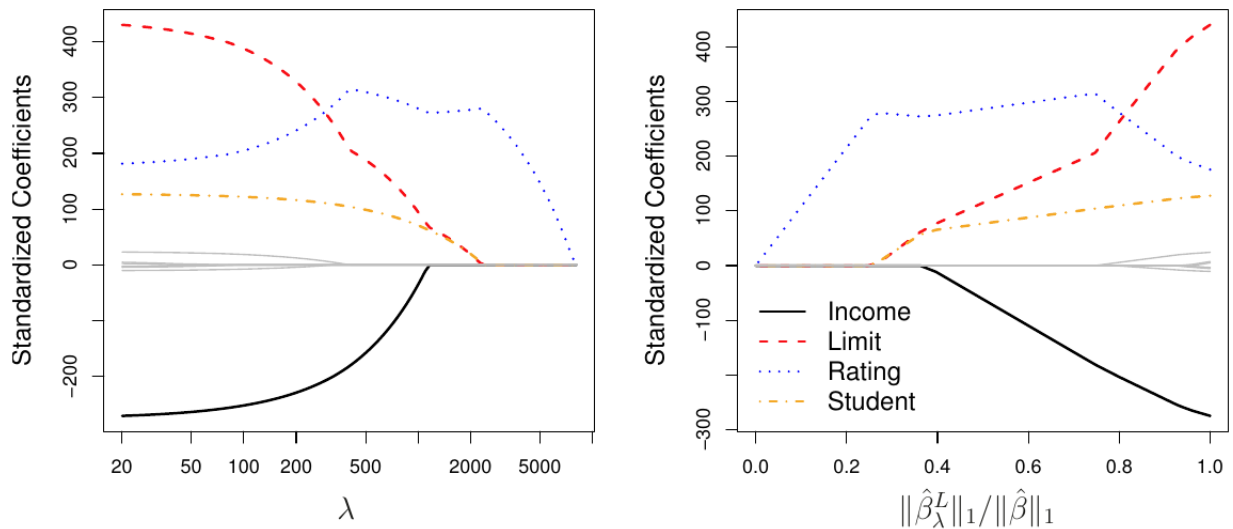 Standardized Coefficients
400
300
200
100
0
−200
20 50 100 200 500 2000 5000
λ
Standardized Coefficients
400
300
200
100
0
−100
−300
Income
Limit
Rating
Student
0.0 0.2 0.4 0.6 0.8 1.0
‖β̂ᴸλ‖₁/‖β̂‖₁